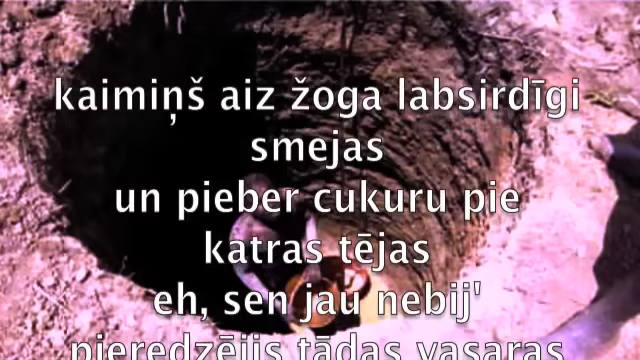 kaimiņš aiz žoga labsirdīgi
smejas
un pieber cukuru pie
katras tējas
eh, sen jau nebij'
pieredzējis tādas vasaras